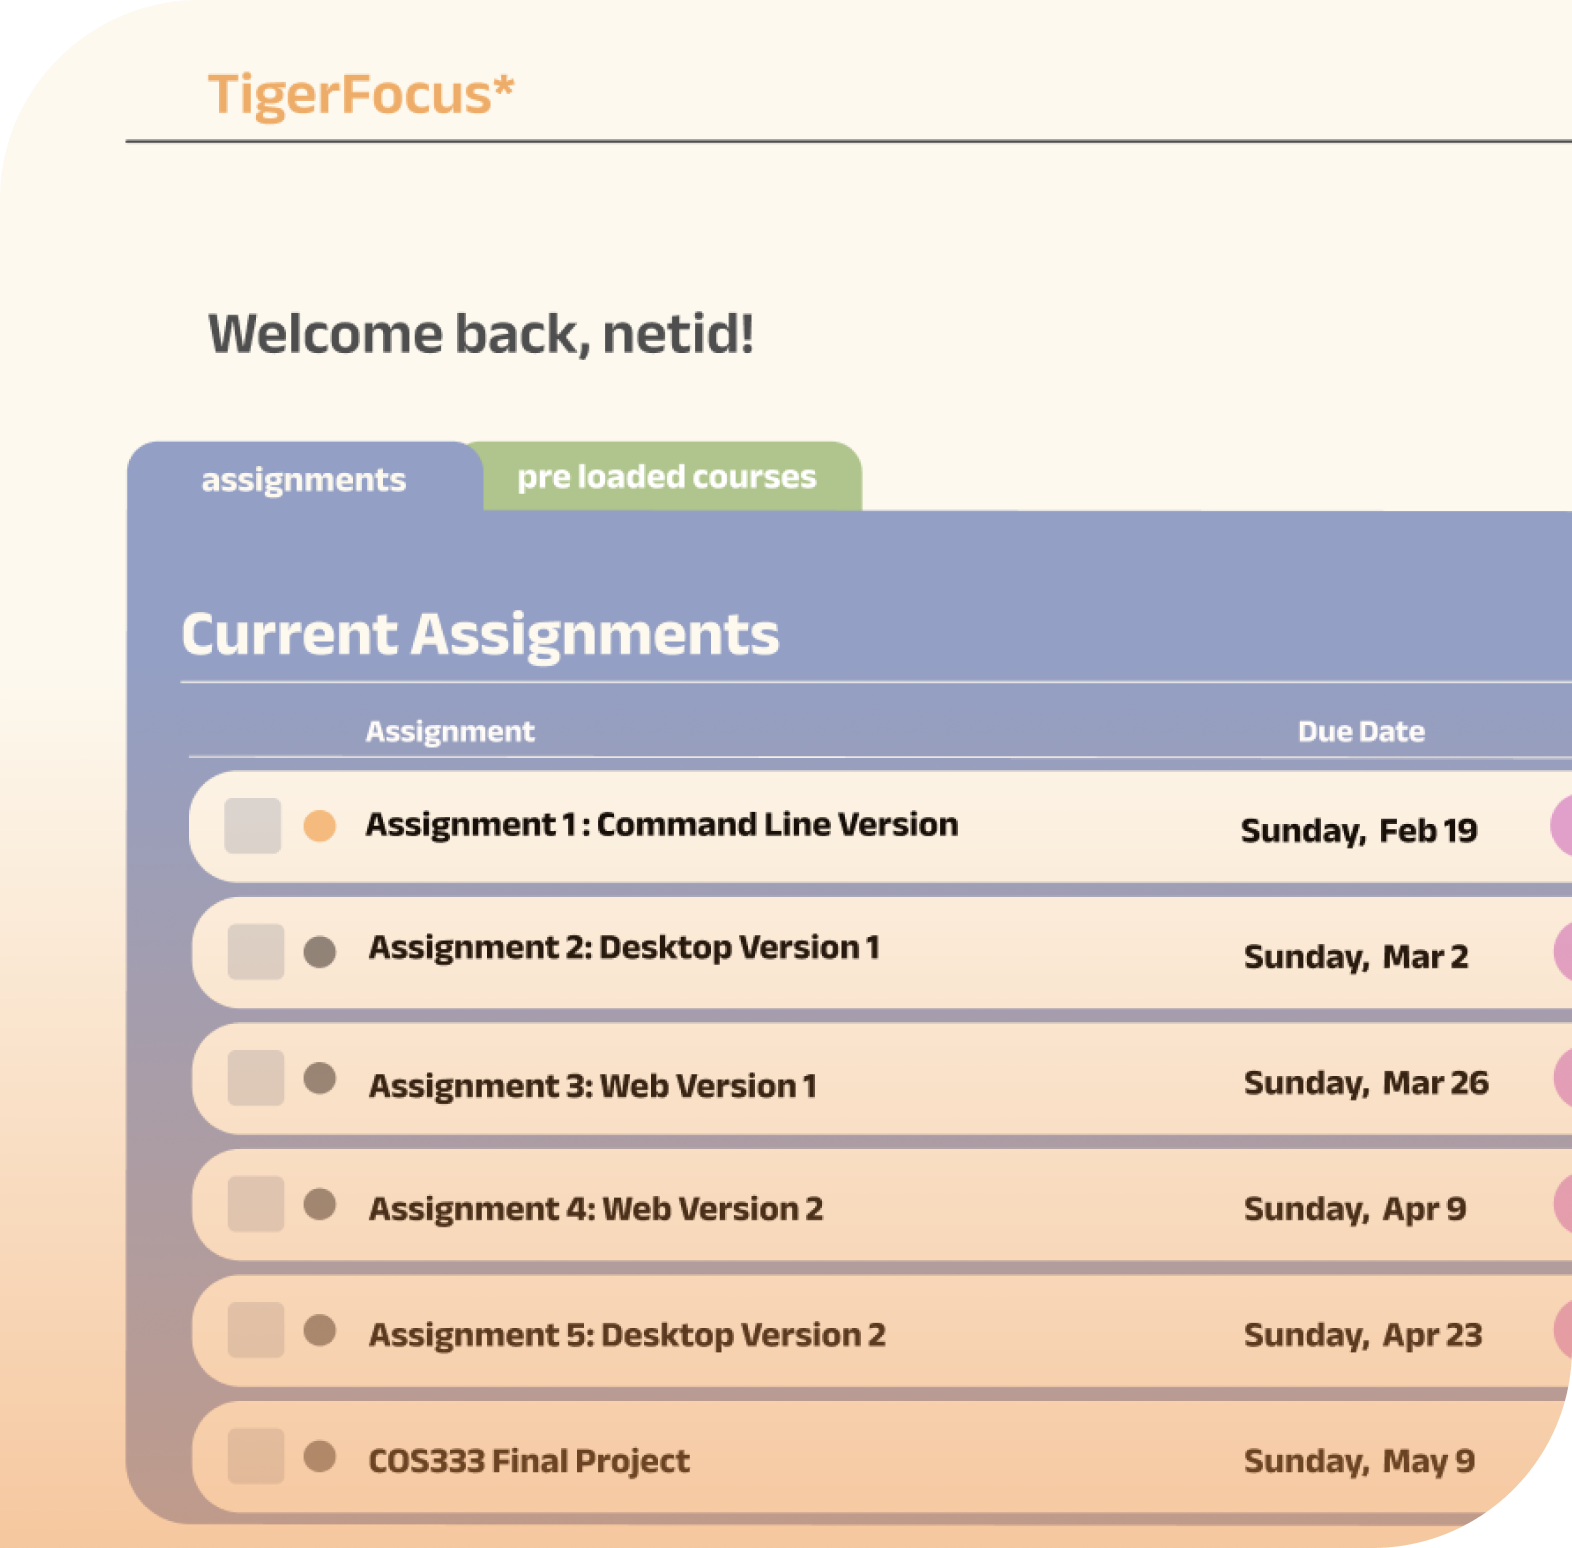 TigerFocus*
Welcome back, netid!
assignments
pre loaded courses
Current Assignments
Assignment
Due Date
Assignment 1: Command Line Version
Sunday, Feb 19
Assignment 2: Desktop Version 1
Sunday, Mar 2
Assignment 3: Web Version 1
Sunday, Mar 26
Assignment 4: Web Version 2
Sunday, Apr 9
Assignment 5: Desktop Version 2
Sunday, Apr 23
COS333 Final Project
Sunday, May 9